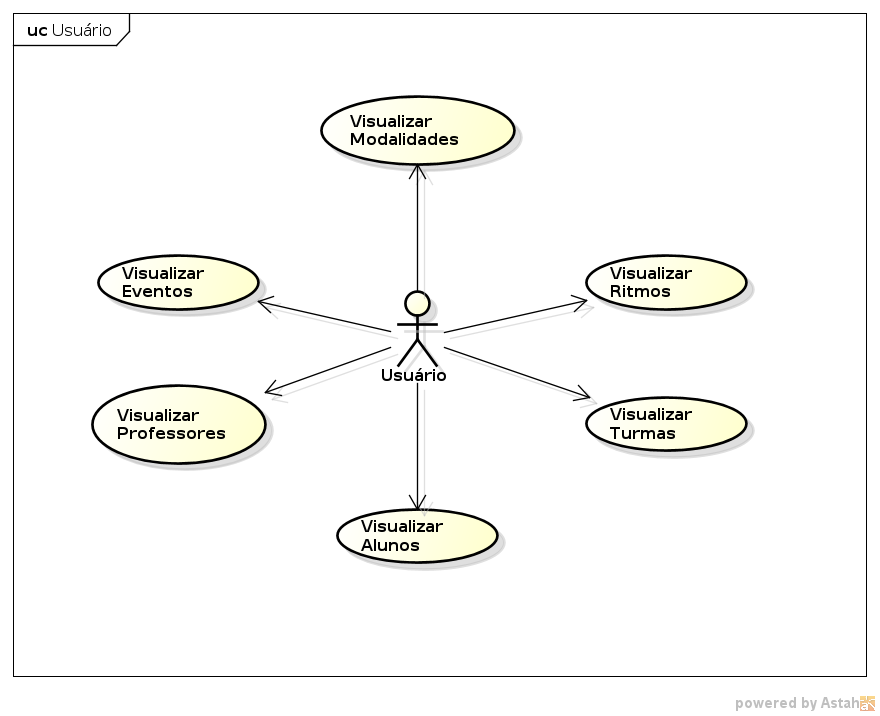 uc Usuário
Visualizar
Modalidades
Visualizar
Eventos
Visualizar
Ritmos
Usuário
Visualizar
Professores
Visualizar
Turmas
Visualizar
Alunos
powered by Astah